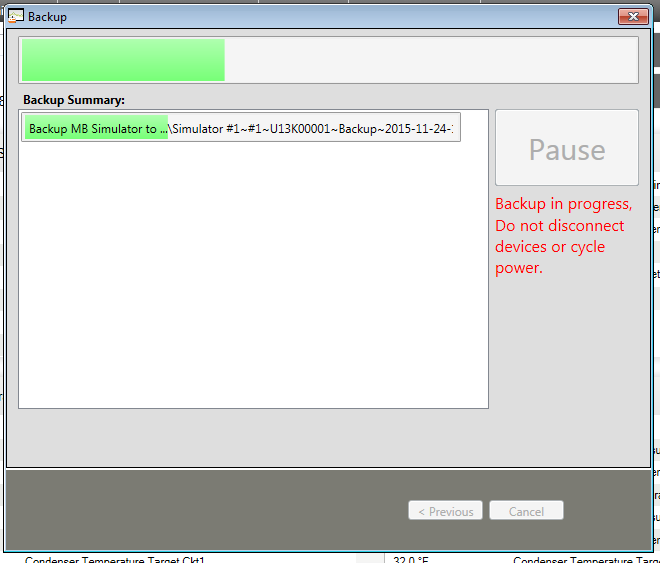 Backup
Backup Summary:
Backup MB Simulator to ...\Simulator #1~#1~U13K00001~Backup~2015-11-24-
Pause
Backup in progress,
Do not disconnect
devices or cycle
power.
< Previous
Cancel
Condenser Temperature Target Ckt1
32.0 °F
Condenser Temperature Targe